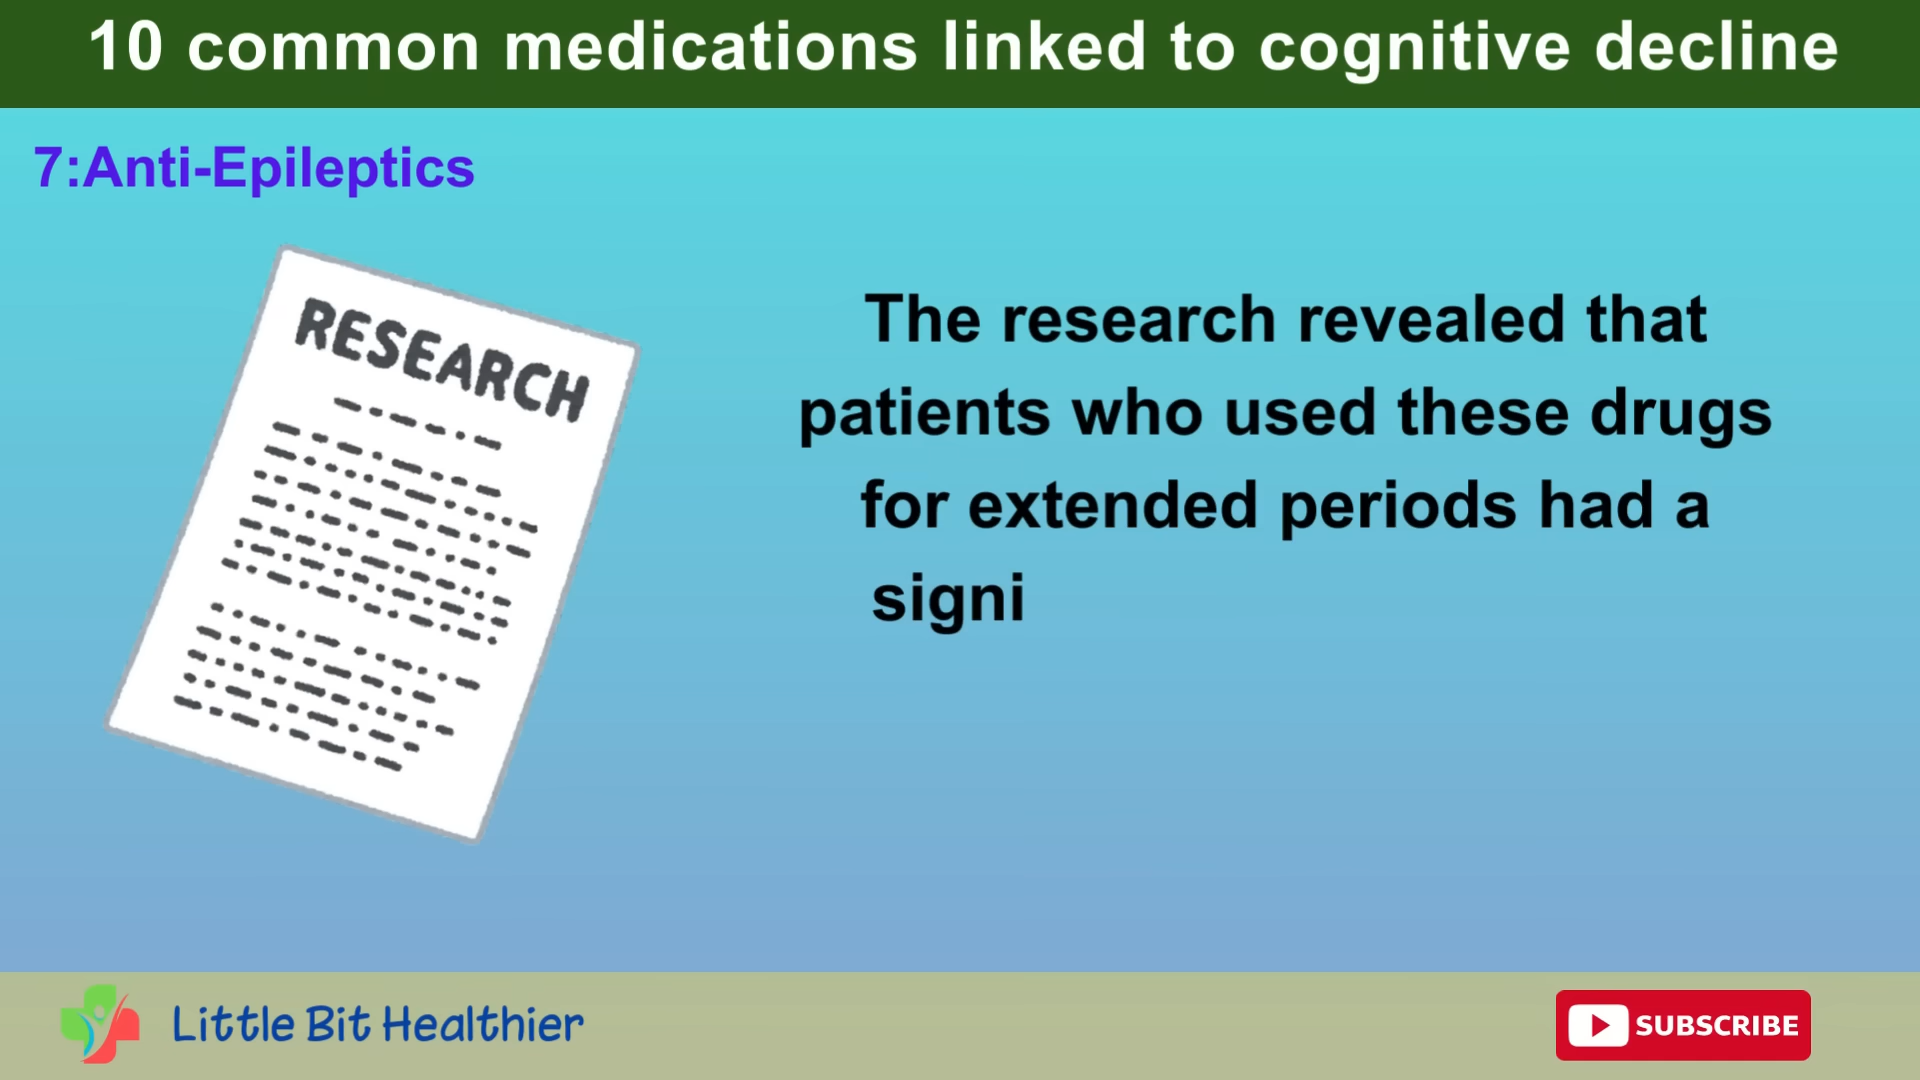 10 common medications linked to cognitive decline
7:Anti-Epileptics
RESEARCH
The research revealed that
patients who used these drugs
for extended periods had a
signi
Little Bit Healthier
SUBSCRIBE